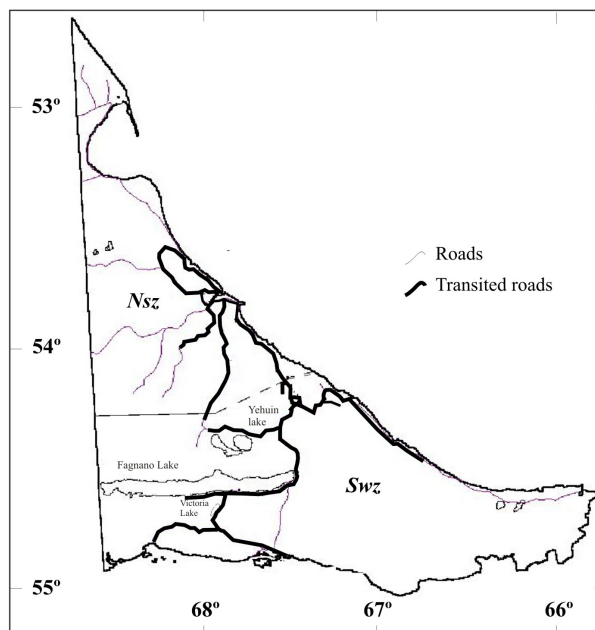 53º
Roads
Transited roads
Nsz
54º
Yehuin
lake
Fagnano Lake
Swz
Victoria
Lake
55º
68º
67º
66º